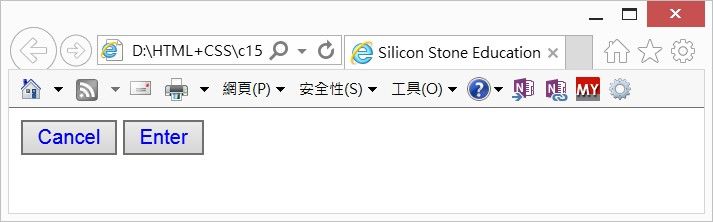 D:\HTML+CSS\c15 Silicon Stone Education
網頁(P) 安全性(S) 工具(O) ? N N MY
Cancel Enter